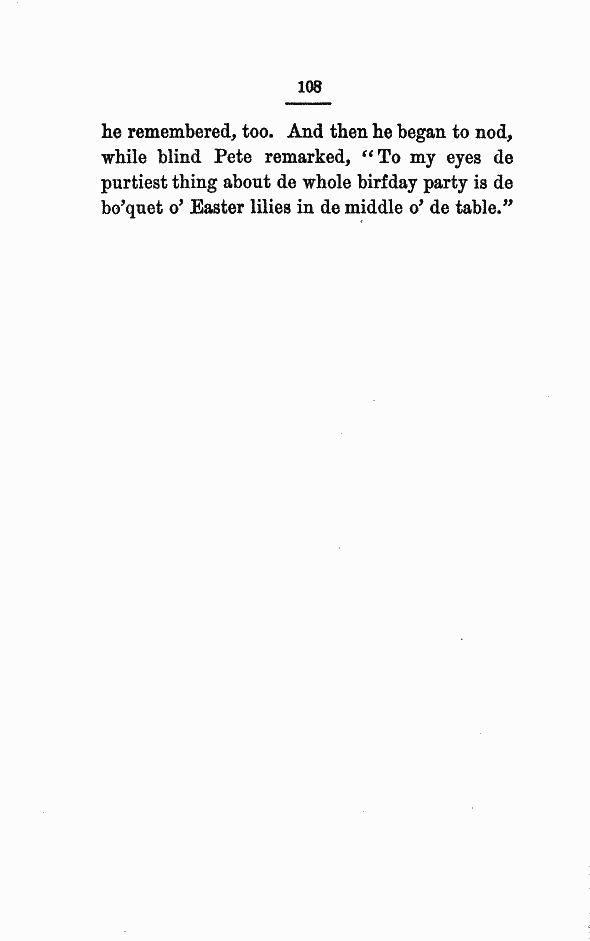 108
he remembered, too. And then he began to nod,
while blind Pete remarked, “To my eyes de
purtiest thing about de whole birfday party is de
bo’quet o’ Easter lilies in de middle o’ de table.”